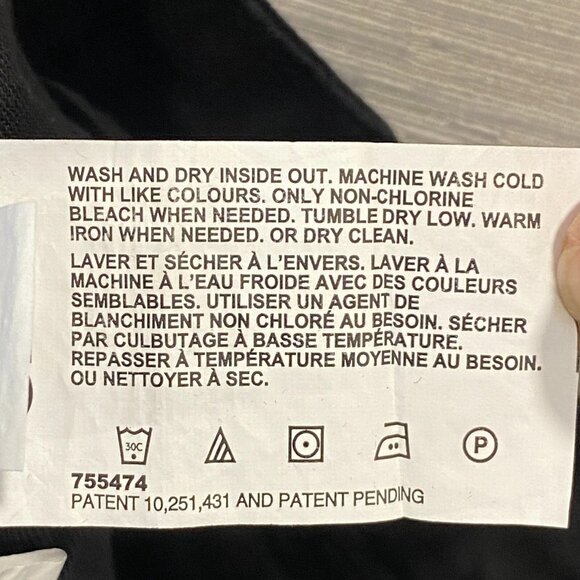 WASH AND DRY INSIDE OUT. MACHINE WASH COLD
WITH LIKE COLOURS. ONLY NON-CHLORINE
BLEACH WHEN NEEDED. TUMBLE DRY LOW. WARM
IRON WHEN NEEDED. OR DRY CLEAN.
LAVER ET SÉCHER À L'ENVERS. LAVER À LA
MACHINE À L'EAU FROIDE AVEC DES COULEURS
SEMBLABLES. UTILISER UN AGENT DE
BLANCHIMENT NON CHLORÉ AU BESOIN. SÉCHER
PAR CULBUTAGE À BASSE TEMPÉRATURE.
REPASSER À TEMPÉRATURE MOYENNE AU BESOIN.
OU NETTOYER À SEC.
30C P
755474
PATENT 10,251,431 AND PATENT PENDING